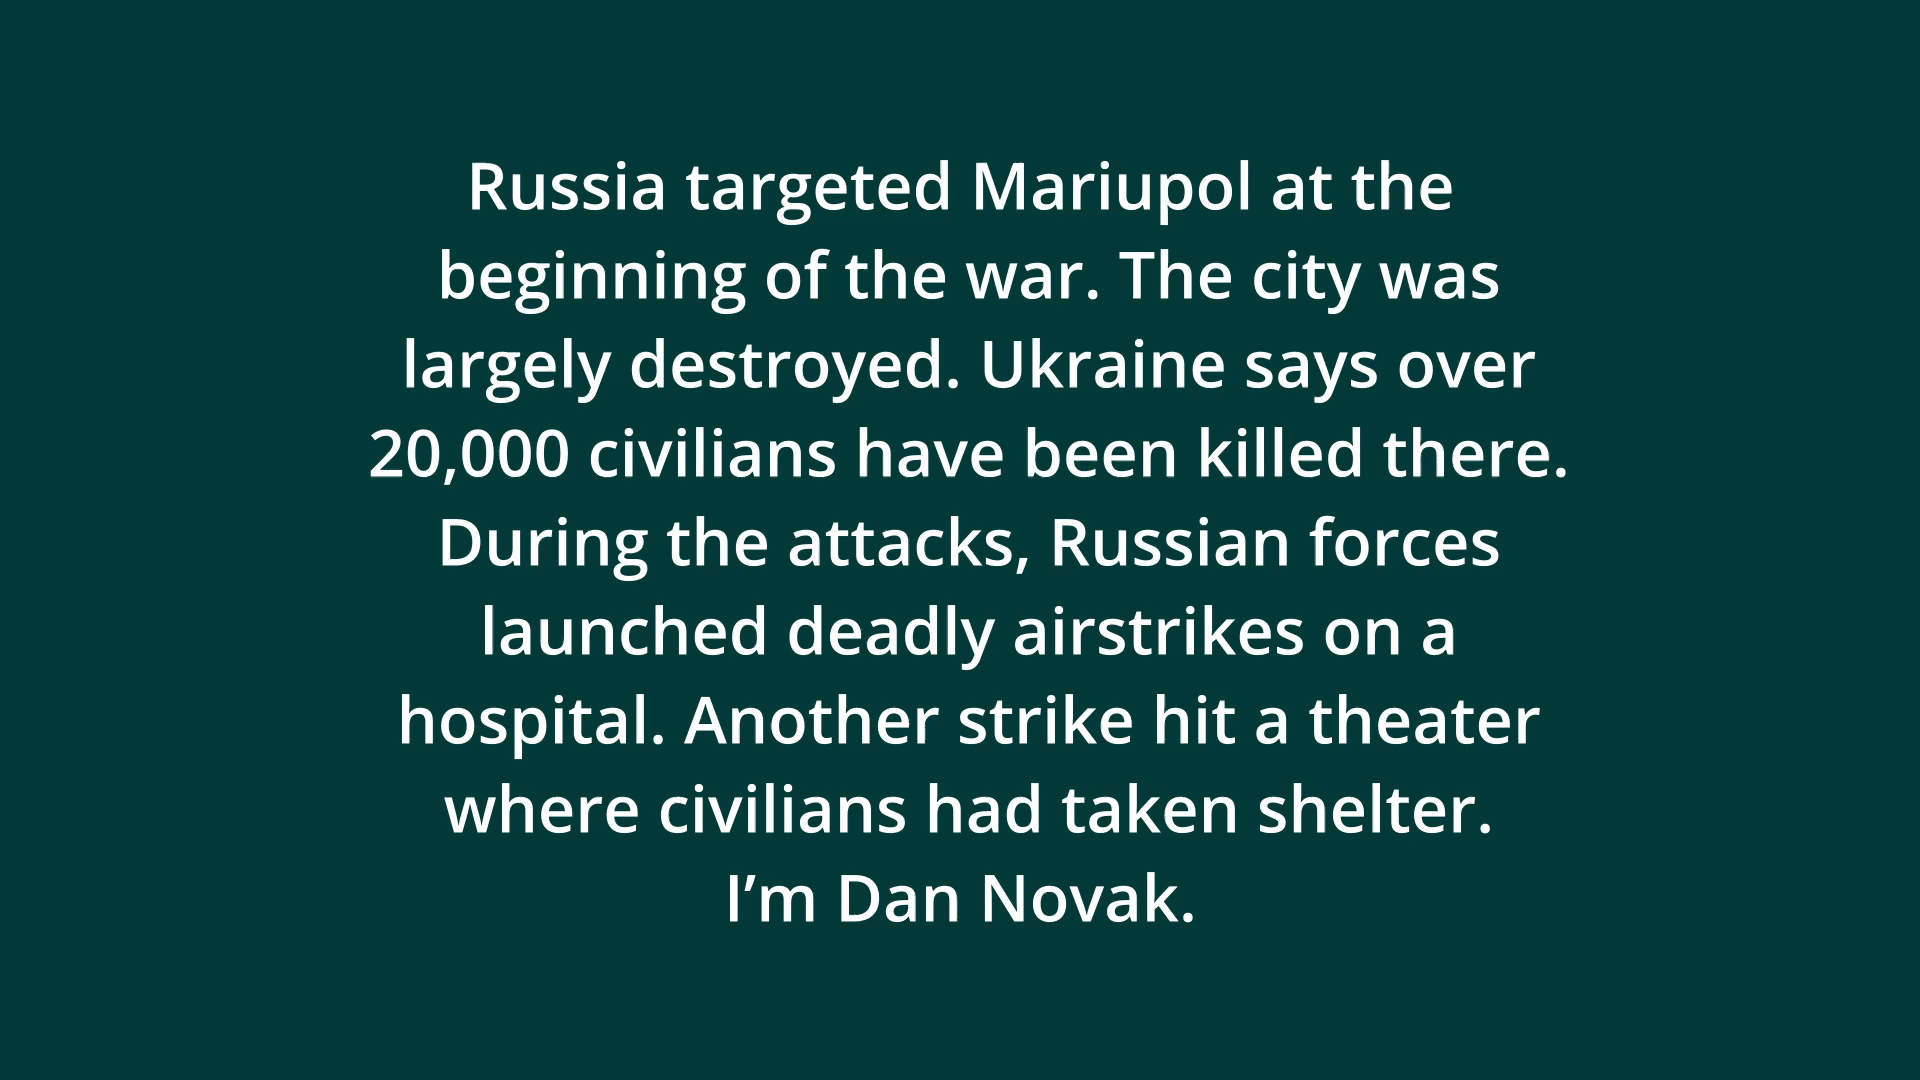 Russia targeted Mariupol at the
beginning of the war. The city was
largely destroyed. Ukraine says over
20,000 civilians have been killed there.
During the attacks, Russian forces
launched deadly airstrikes on a
hospital. Another strike hit a theater
where civilians had taken shelter.
I’m Dan Novak.